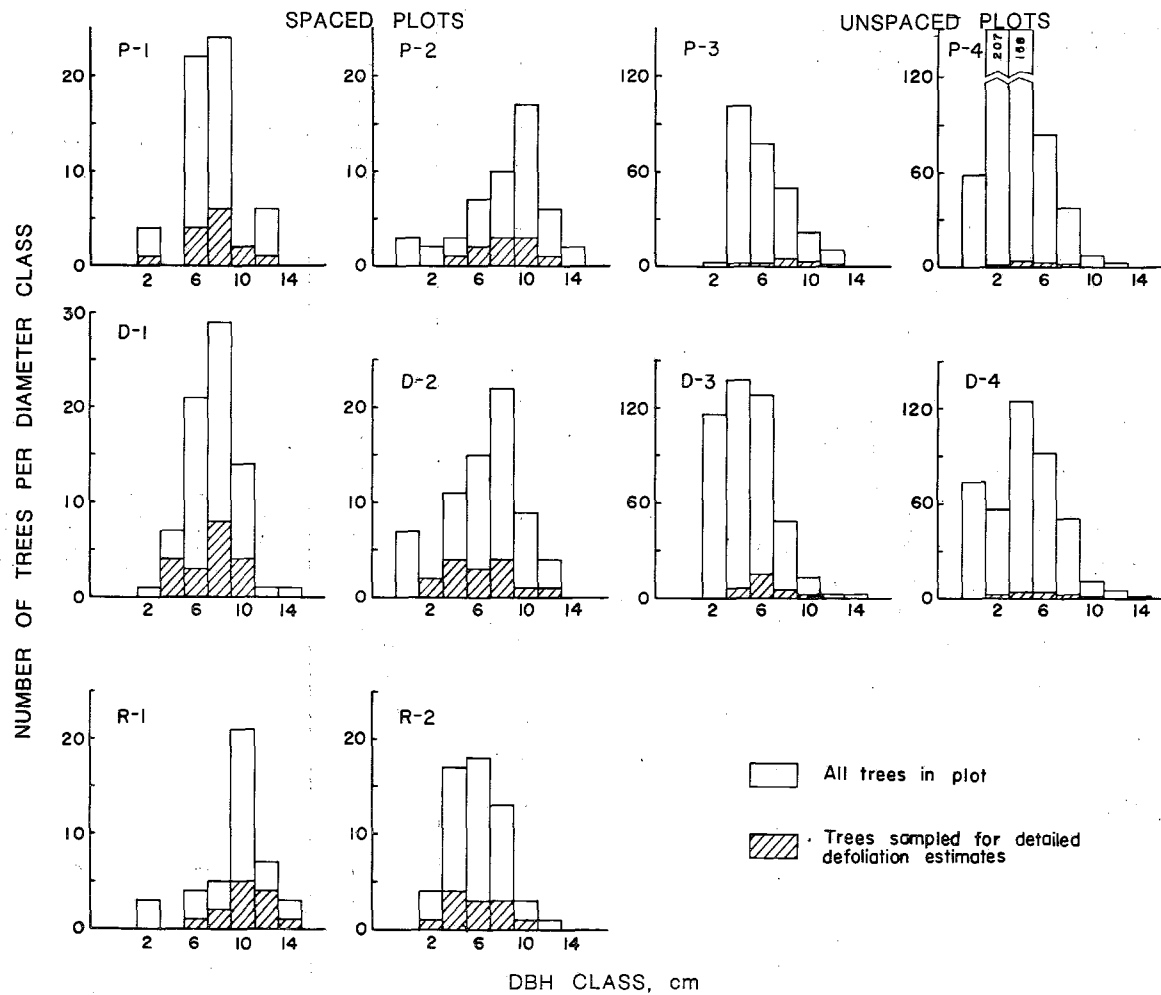 SPACED PLOTS
UNSPACED PLOTS
NUMBER OF TREES PER DIAMETER CLASS
P-1
20
10
0
2 6 10 14
P-2
20
10
0
2 6 10 14
P-3
120
60
0
2 6 10 14
P-4
207
168
120
60
0
2 6 10 14
D-1
30
20
10
0
2 6 10 14
D-2
20
10
0
2 6 10 14
D-3
120
60
0
2 6 10 14
D-4
120
60
0
2 6 10 14
R-1
20
10
0
2 6 10 14
R-2
20
10
0
2 6 10 14
All trees in plot
Trees sampled for detailed
defoliation estimates
DBH CLASS, cm